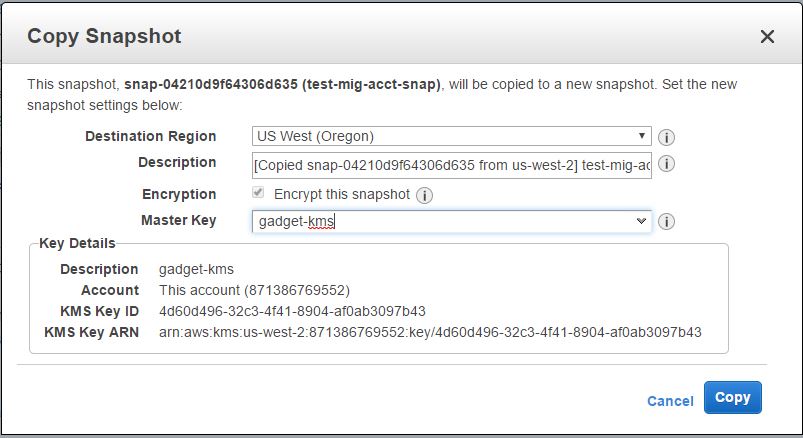 Copy Snapshot
This snapshot, snap-04210d9f64306d635 (test-mig-acct-snap), will be copied to a new snapshot. Set the new
snapshot settings below:
Destination Region US West (Oregon)
Description [Copied snap-04210d9f64306d635 from us-west-2] test-mig-ac
Encryption Encrypt this snapshot
Master Key gadget-kms
Key Details
Description gadget-kms
Account This account (871386769552)
KMS Key ID 4d60d496-32c3-4f41-8904-af0ab3097b43
KMS Key ARN arn:aws:kms:us-west-2:871386769552:key/4d60d496-32c3-4f41-8904-af0ab3097b43
Cancel Copy